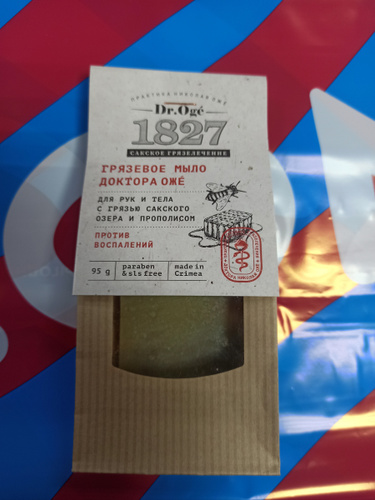 Dr.Ogé
1827
САКСКОЕ ГРЯЗЕЛЕЧЕНИЕ
ГРЯЗЕВОЕ МЫЛО
ДОКТОРА ОЖЕ́
ДЛЯ РУК И ТЕЛА
С ГРЯЗЬЮ САКСКОГО
ОЗЕРА И ПРОПОЛИСОМ
ПРОТИВ
ВОСПАЛЕНИЙ
95 g
paraben
& sls free
made in
Crimea